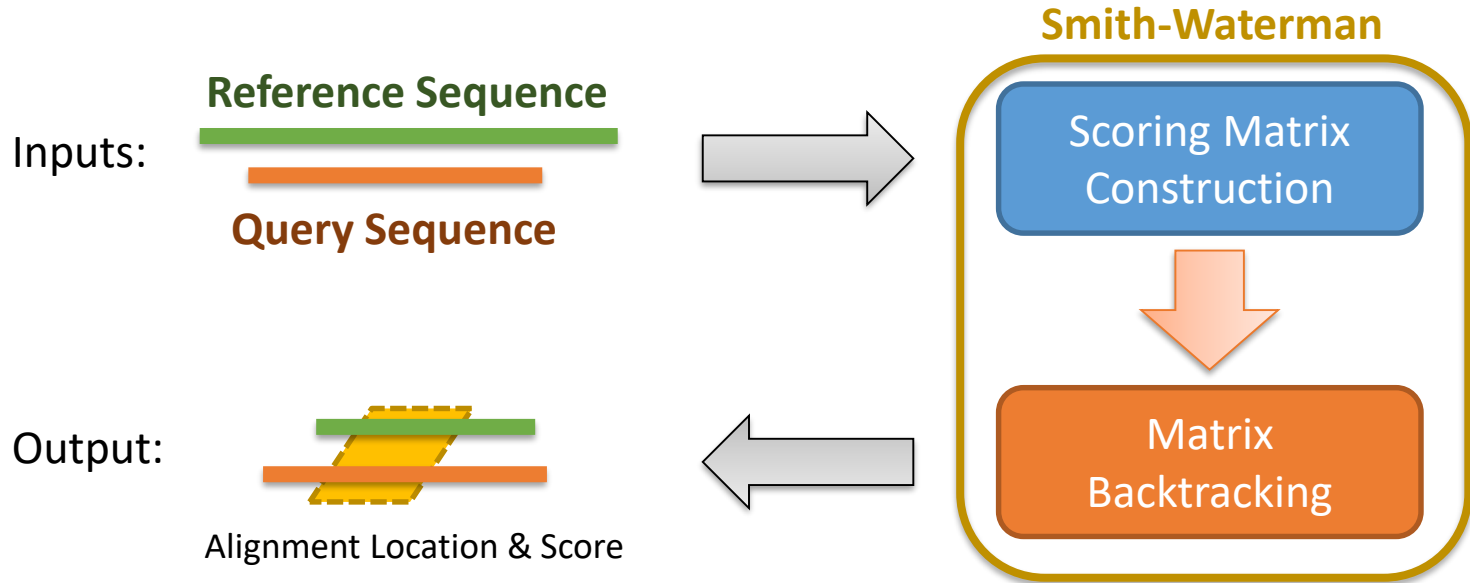 Smith-Waterman
Inputs:
Reference Sequence
Query Sequence
Scoring Matrix
Construction
Output:
Alignment Location & Score
Matrix
Backtracking